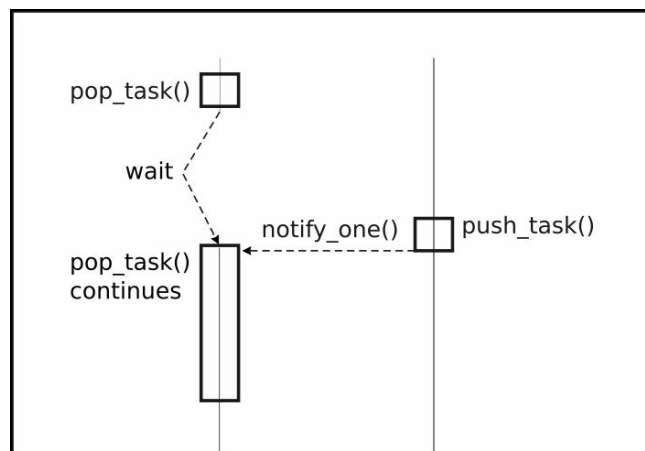 pop_task()
wait
notify_one()
push_task()
pop_task()
continues